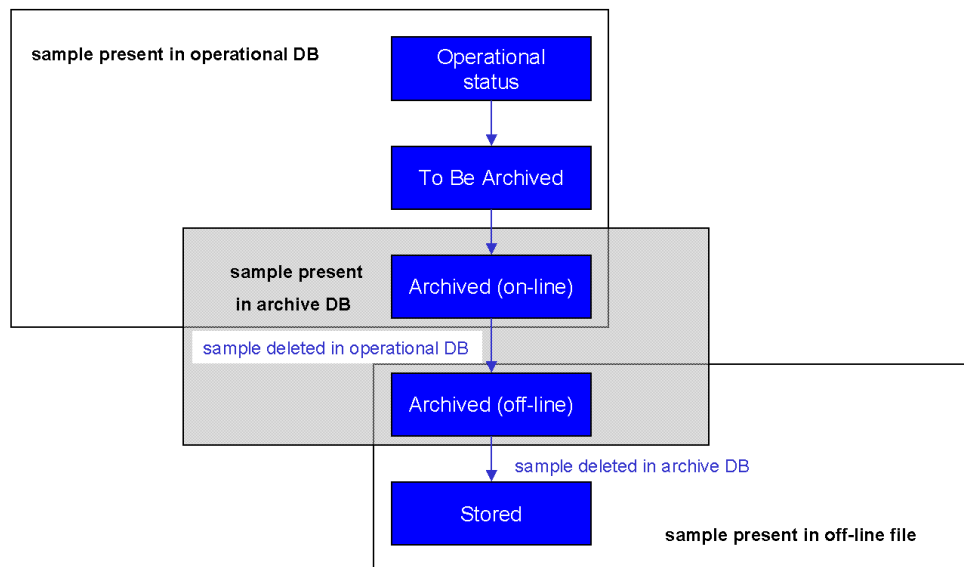 sample present in operational DB
Operational
status
To Be Archived
sample present
in archive DB
Archived (on-line)
sample deleted in operational DB
Archived (off-line)
sample deleted in archive DB
Stored
sample present in off-line file